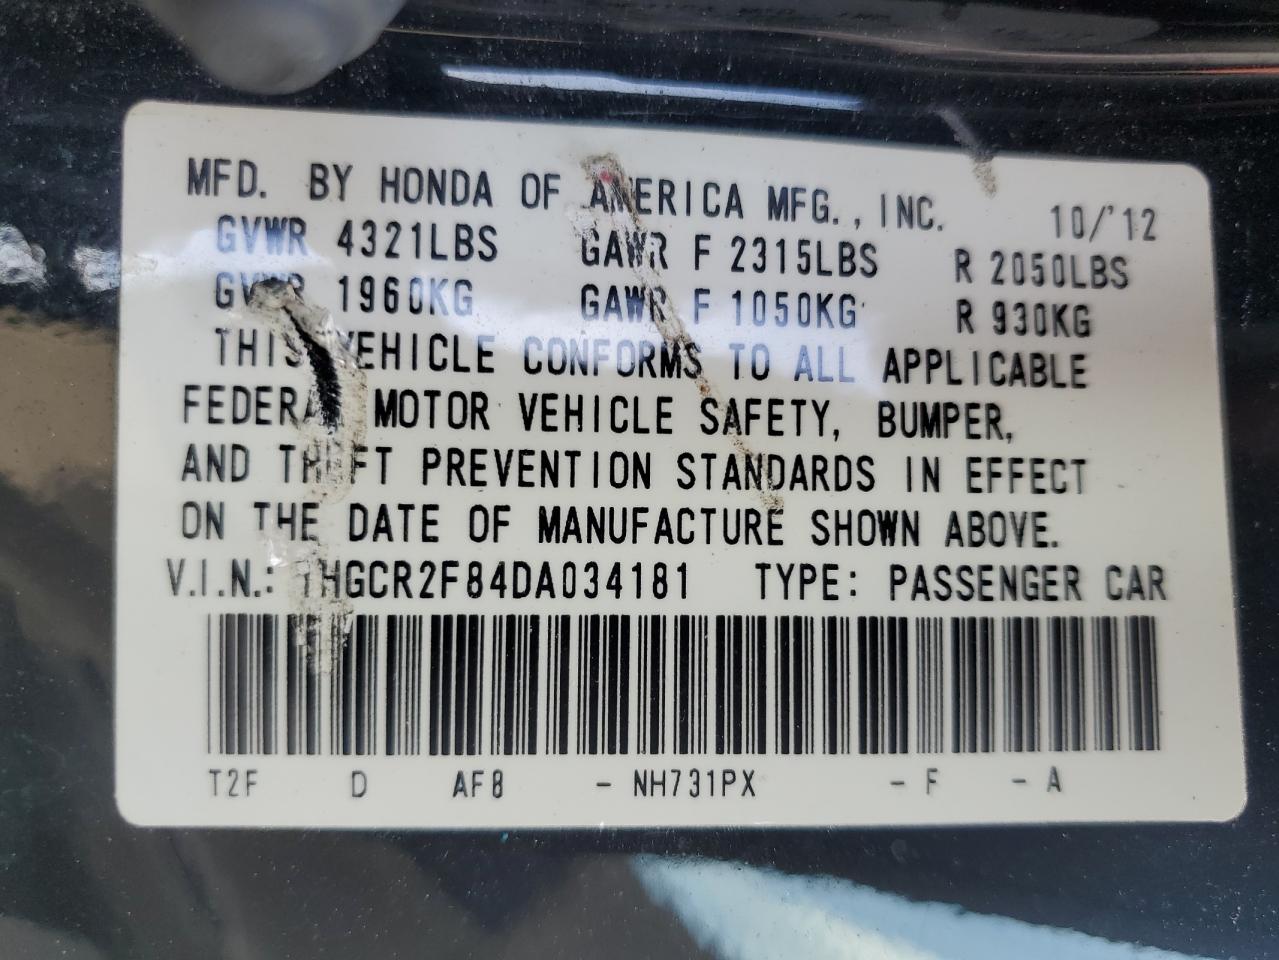 MFD. BY HONDA OF AMERICA MFG., INC. 10/'12
GVWR 4321LBS GAWR F 2315LBS R 2050LBS
GVWR 1960KG GAWR F 1050KG R 930KG
THIS VEHICLE CONFORMS TO ALL APPLICABLE
FEDERAL MOTOR VEHICLE SAFETY, BUMPER,
AND THEFT PREVENTION STANDARDS IN EFFECT
ON THE DATE OF MANUFACTURE SHOWN ABOVE.
V.I.N.: 1HGCR2F84DA034181 TYPE: PASSENGER CAR
T2F D AF8 - NH731PX - F - A